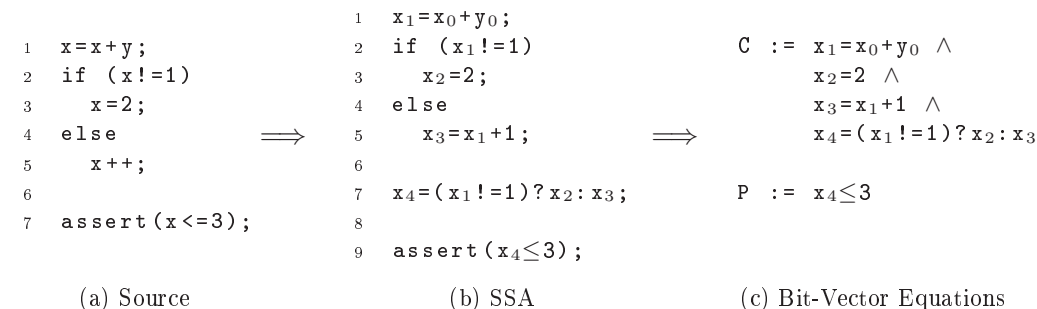 1 x=x+y;
2 if (x!=1)
3 x=2;
4 else
5 x++;
6
7 assert(x<=3);
(a) Source
⟹
1 x₁=x₀+y₀;
2 if (x₁!=1)
3 x₂=2;
4 else
5 x₃=x₁+1;
6
7 x₄=(x₁!=1)?x₂:x₃;
8
9 assert(x₄≤3);
(b) SSA
⟹
C := x₁=x₀+y₀ ∧
x₂=2 ∧
x₃=x₁+1 ∧
x₄=(x₁!=1)?x₂:x₃
P := x₄≤3
(c) Bit-Vector Equations